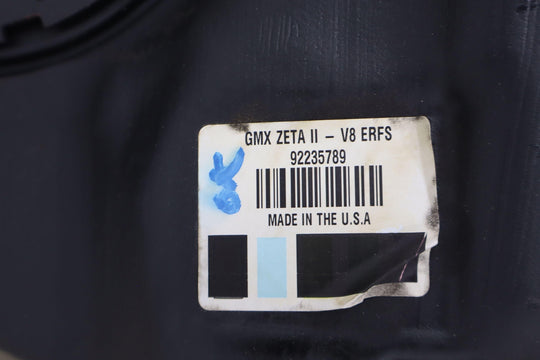 GMX ZETA II - V8 ERFS
92235789
MADE IN THE U.S.A